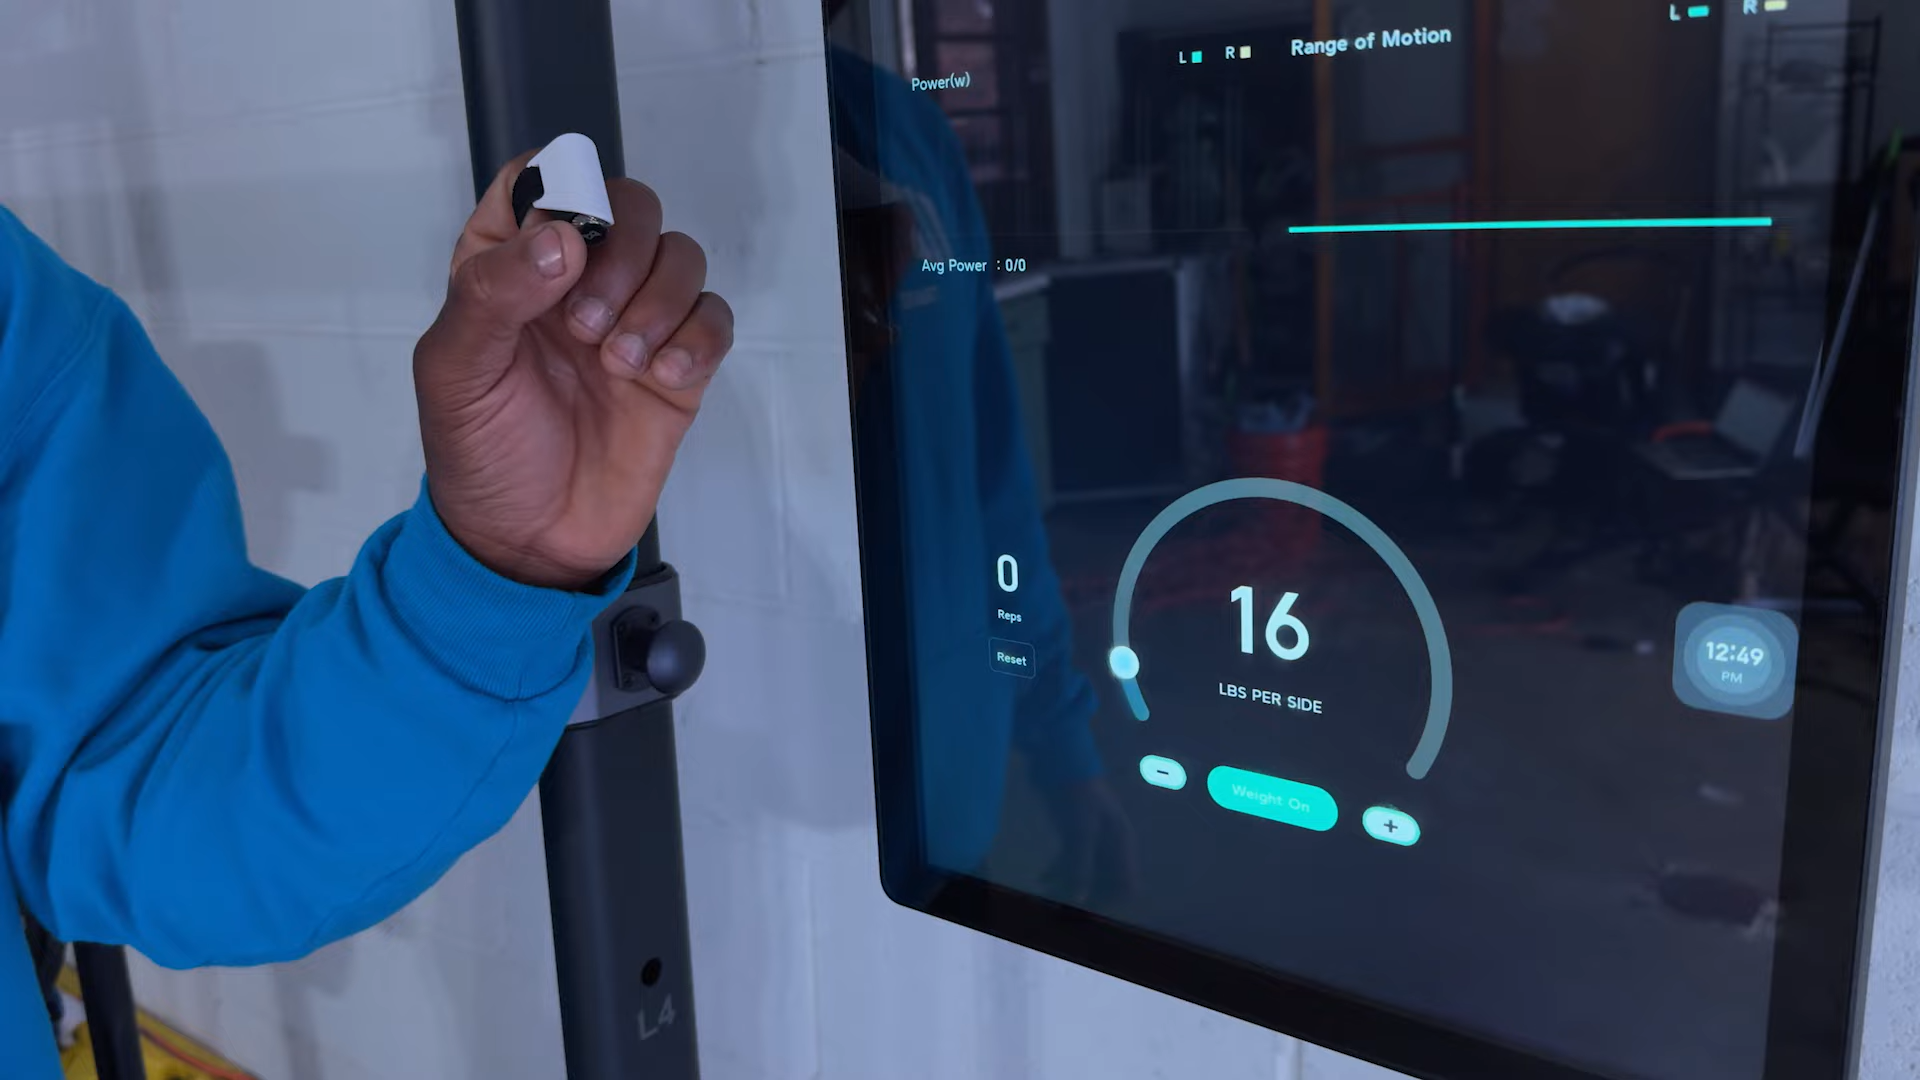 L R
L R
Range of Motion
Power(w)
Avg Power : 0/0
0
Reps
Reset
16
LBS PER SIDE
12:49
PM
-
Weight On
+
L4